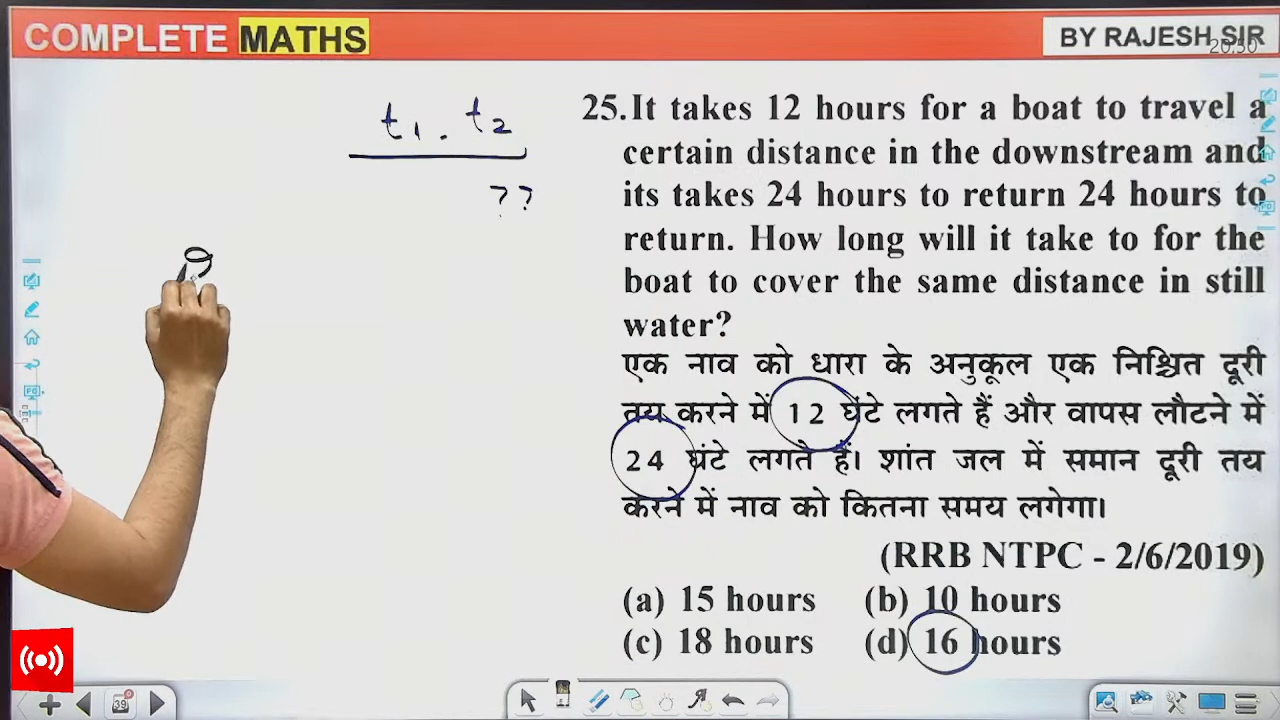 COMPLETE MATHS
BY RAJESH SIR
20:50
t1 . t2
??
25.It takes 12 hours for a boat to travel a
certain distance in the downstream and
its takes 24 hours to return 24 hours to
return. How long will it take to for the
boat to cover the same distance in still
water?
एक नाव को धारा के अनुकूल एक निश्चित दूरी
तय करने में 12 घंटे लगते हैं और वापस लौटने में
24 घंटे लगते हैं। शांत जल में समान दूरी तय
करने में नाव को कितना समय लगेगा।
(RRB NTPC - 2/6/2019)
(a) 15 hours (b) 10 hours
(c) 18 hours (d) 16 hours
39